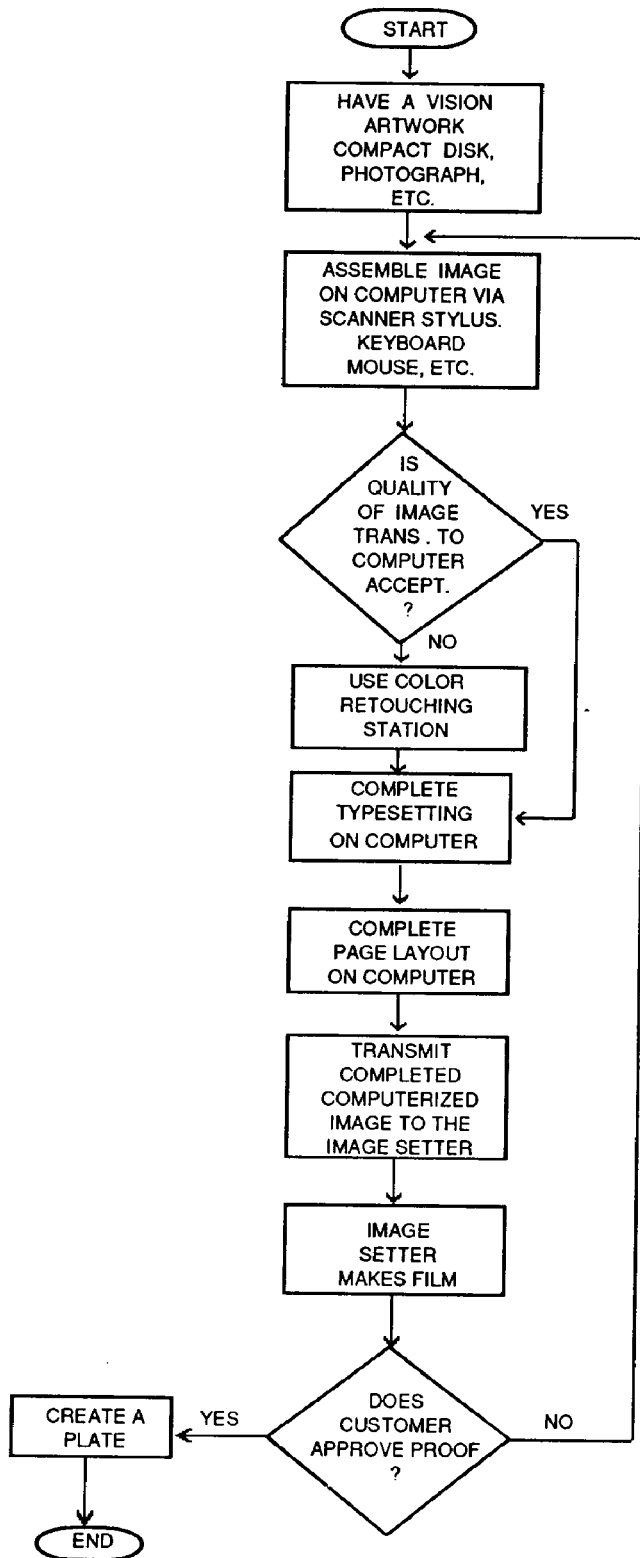 START
HAVE A VISION
ARTWORK
COMPACT DISK,
PHOTOGRAPH,
ETC.
ASSEMBLE IMAGE
ON COMPUTER VIA
SCANNER STYLUS.
KEYBOARD
MOUSE, ETC.
IS
QUALITY
OF IMAGE
TRANS . TO
COMPUTER
ACCEPT.
?
YES
NO
USE COLOR
RETOUCHING
STATION
COMPLETE
TYPESETTING
ON COMPUTER
COMPLETE
PAGE LAYOUT
ON COMPUTER
TRANSMIT
COMPLETED
COMPUTERIZED
IMAGE TO THE
IMAGE SETTER
IMAGE
SETTER
MAKES FILM
DOES
CUSTOMER
APPROVE PROOF
?
YES
NO
CREATE A
PLATE
END